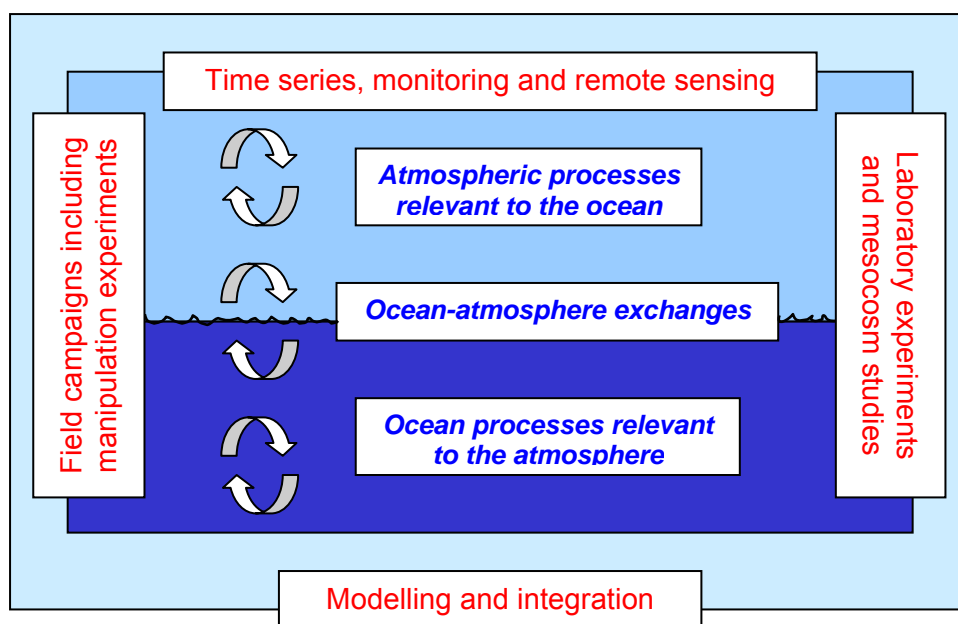 Time series, monitoring and remote sensing
Field campaigns including
manipulation experiments
Atmospheric processes
relevant to the ocean
Ocean-atmosphere exchanges
Ocean processes relevant
to the atmosphere
Laboratory experiments
and mesocosm studies
Modelling and integration